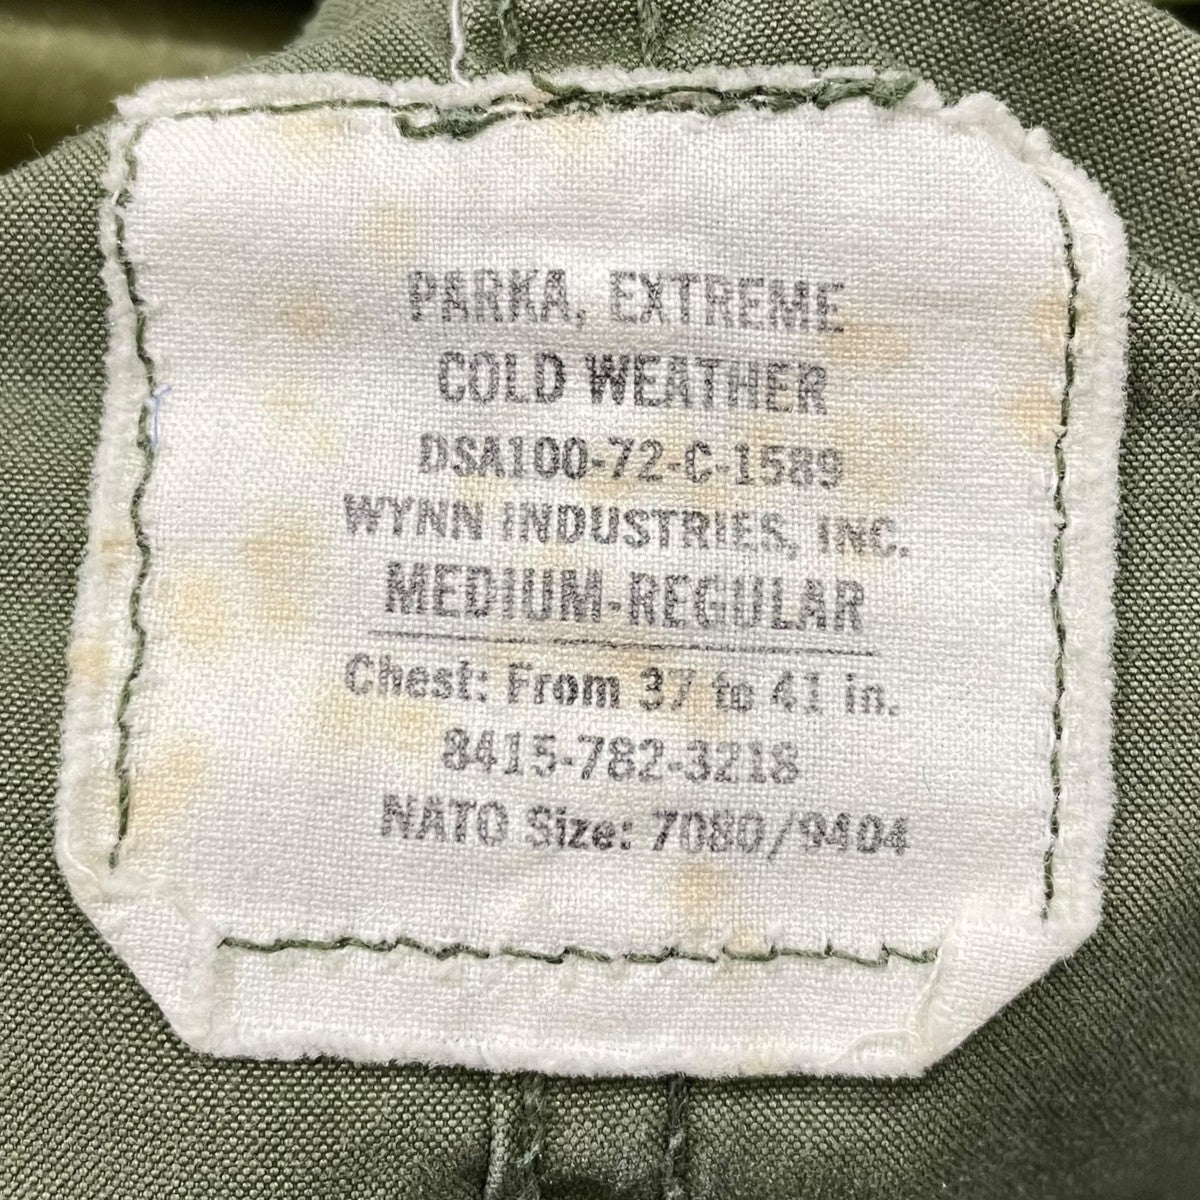 PARKA, EXTREME
COLD WEATHER
DSA100-72-C-1589
WYNN INDUSTRIES, INC.
MEDIUM-REGULAR
Chest: From 37 to 41 in.
8415-782-3218
NATO Size: 7080/9404